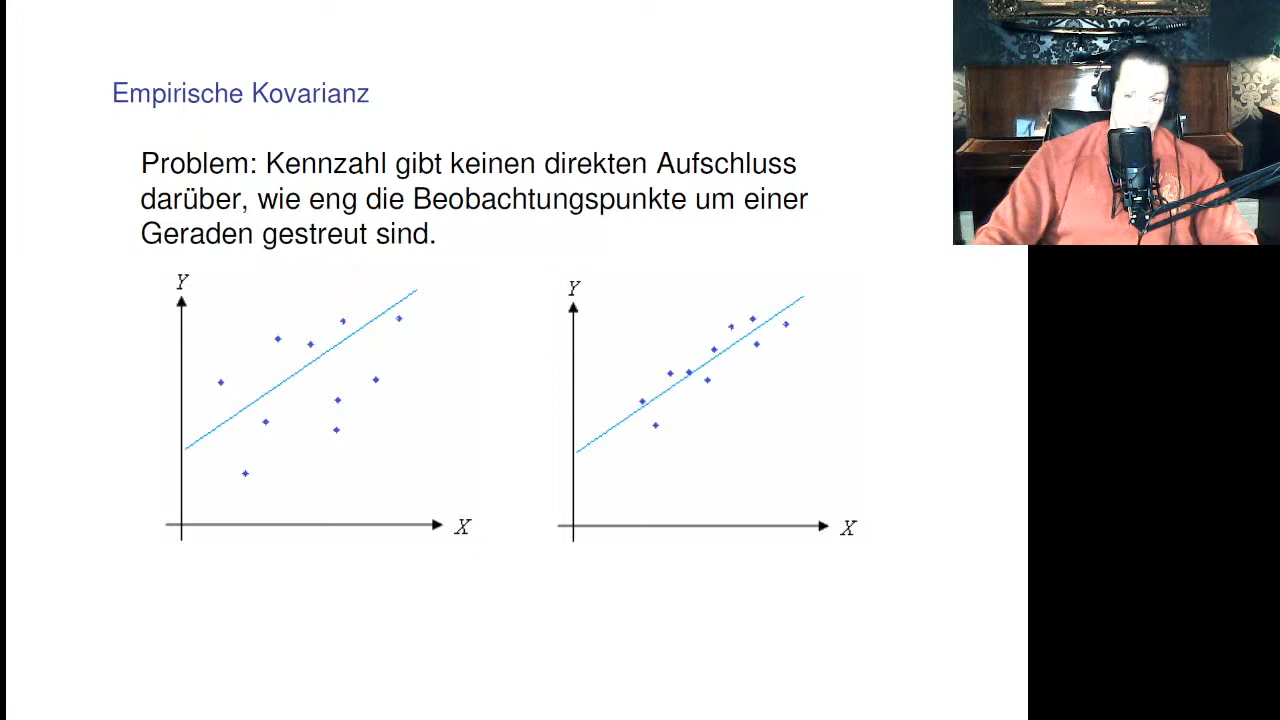 Empirische Kovarianz
Problem: Kennzahl gibt keinen direkten Aufschluss
darüber, wie eng die Beobachtungspunkte um einer
Geraden gestreut sind.
Y
Y
X
X